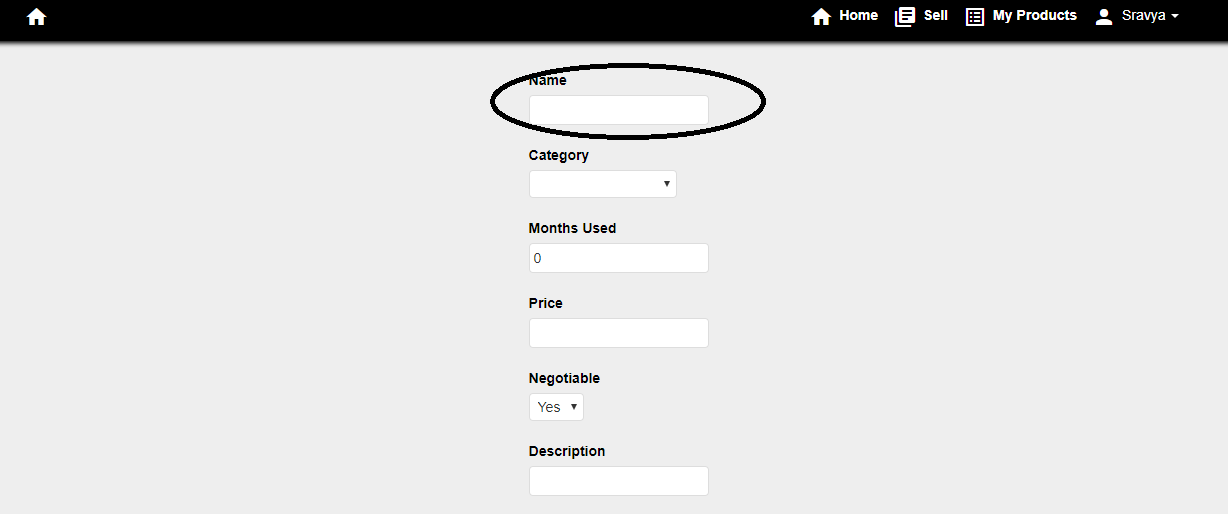 Home Sell My Products Sravya
Name
Category
Months Used
0
Price
Negotiable
Yes
Description